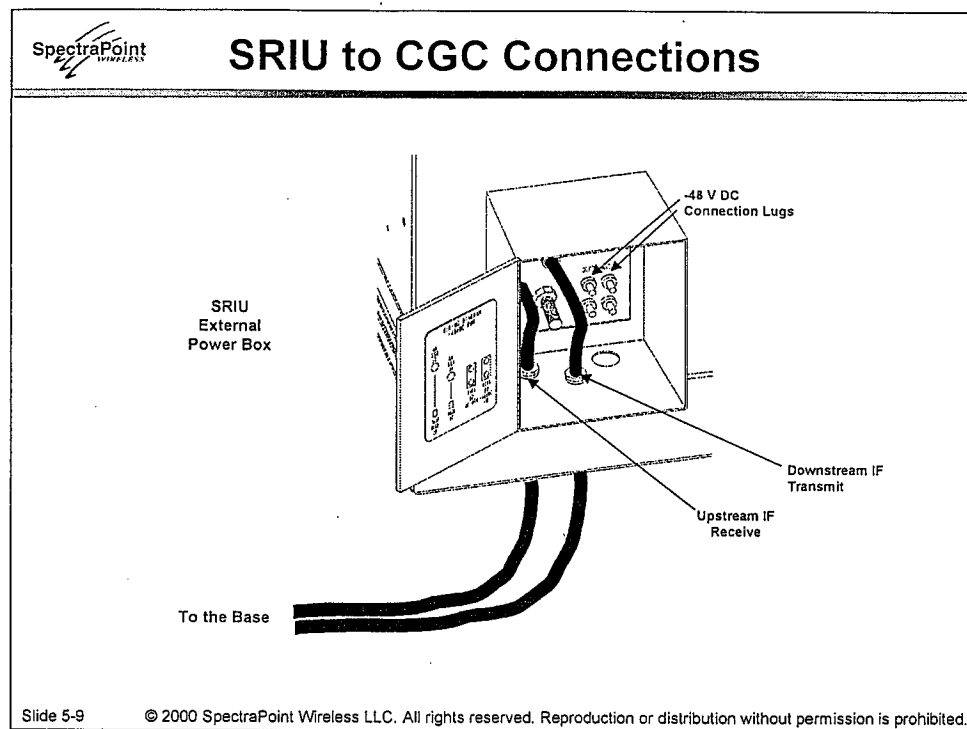 SpectraPoint
WIRELESS
SRIU to CGC Connections
-48 V DC
Connection Lugs
SRIU
External
Power Box
Downstream IF
Transmit
Upstream IF
Receive
To the Base
Slide 5-9 © 2000 SpectraPoint Wireless LLC. All rights reserved. Reproduction or distribution without permission is prohibited.